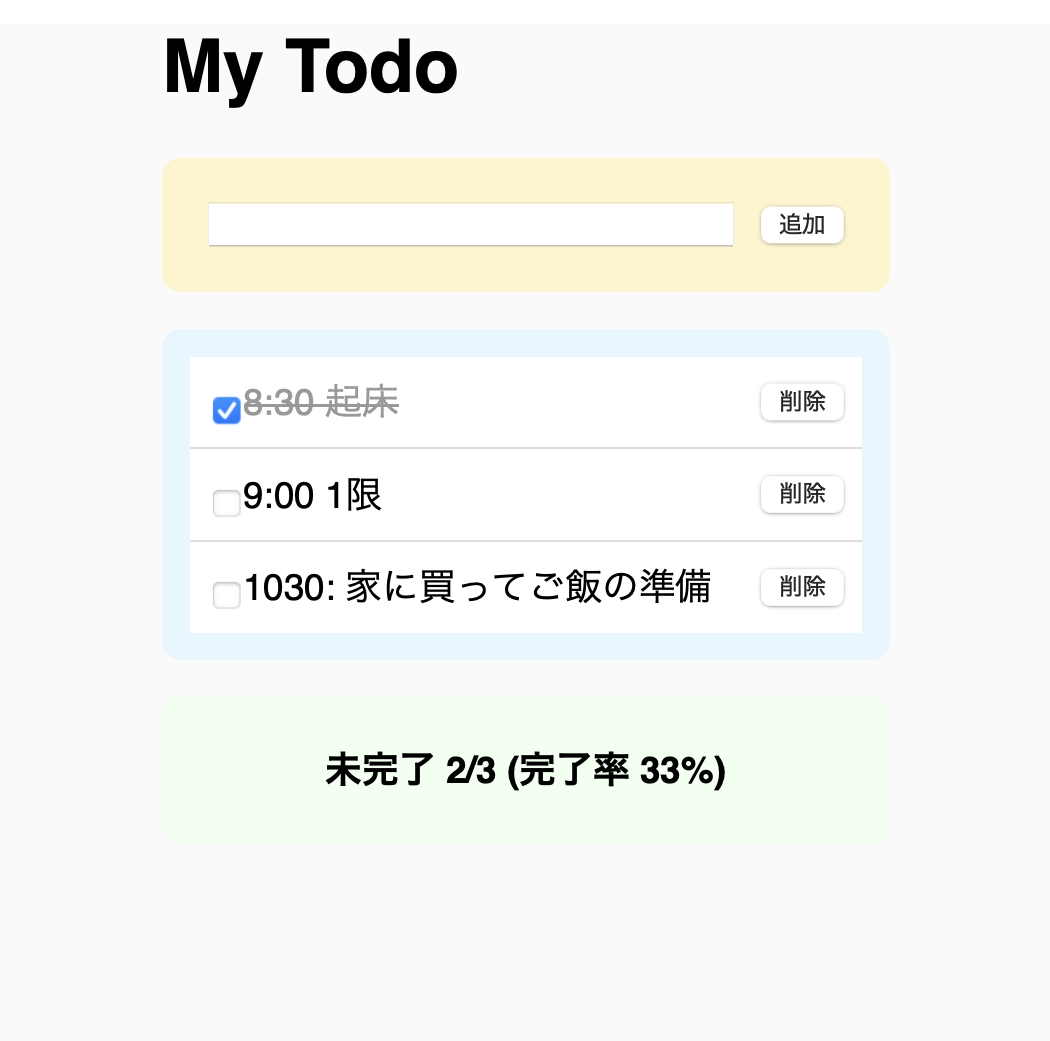 My Todo
追加
8:30 起床 削除
9:00 1限 削除
1030: 家に買ってご飯の準備 削除
未完了 2/3 (完了率 33%)